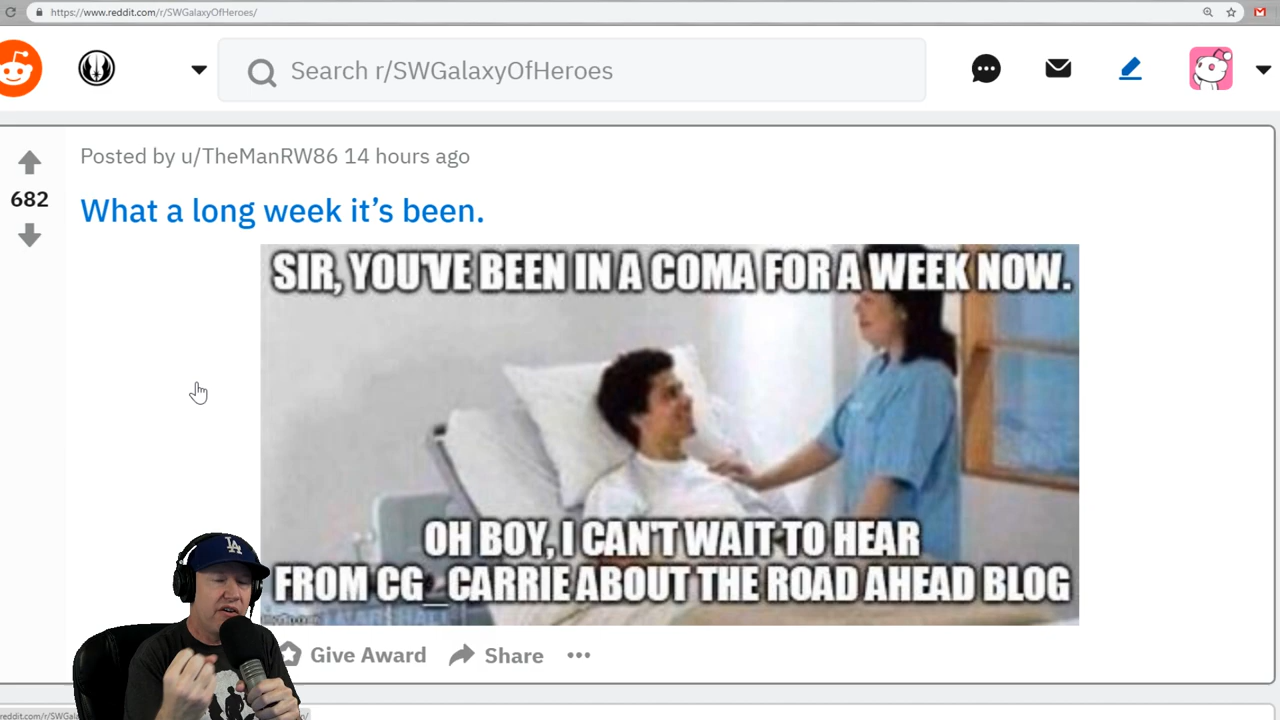 https://www.reddit.com/r/SWGalaxyOfHeroes/
Search r/SWGalaxyOfHeroes
Posted by u/TheManRW86 14 hours ago
682
What a long week it’s been.
SIR, YOU'VE BEEN IN A COMA FOR A WEEK NOW.
OH BOY, I CAN'T WAIT TO HEAR
FROM CG_CARRIE ABOUT THE ROAD AHEAD BLOG
LA
Give Award
Share